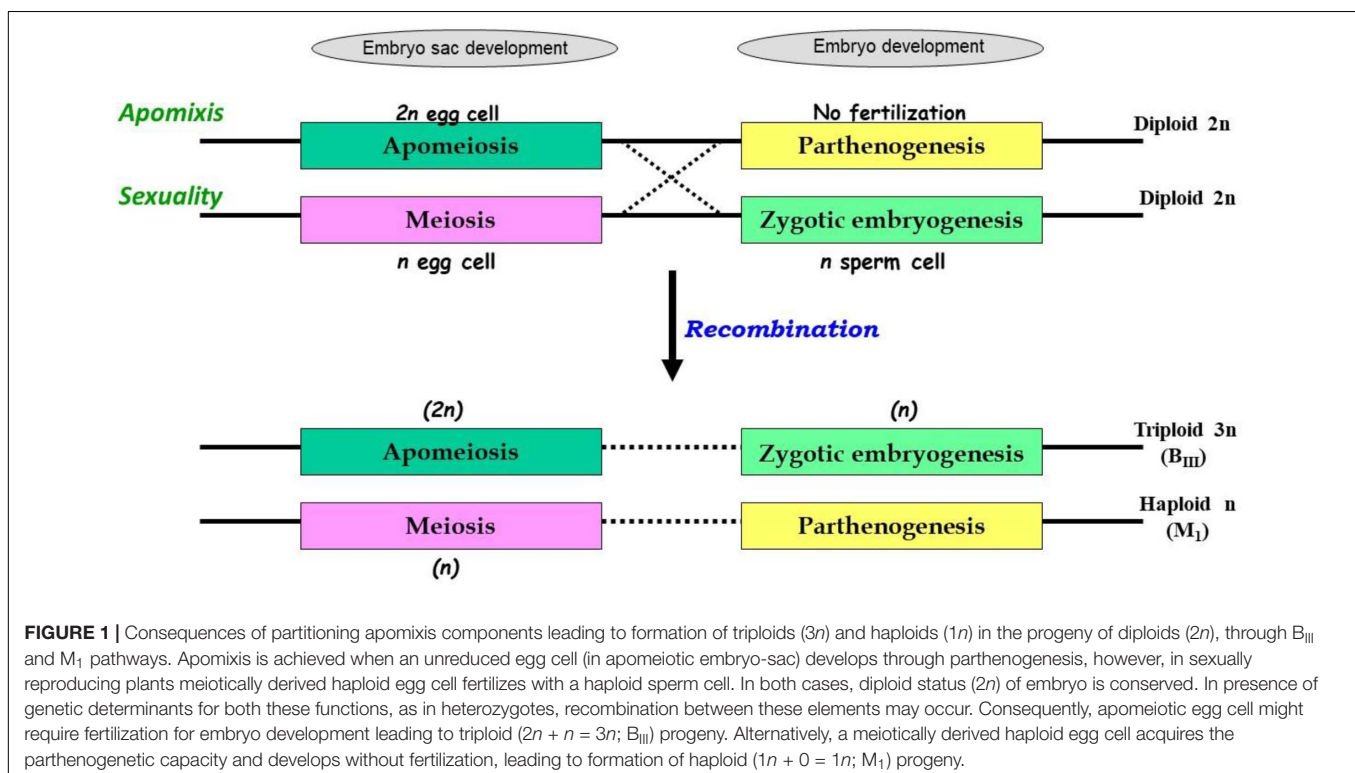 Embryo sac development
Embryo development
Apomixis
2n egg cell
No fertilization
Apomeiosis
Parthenogenesis
Diploid 2n
Sexuality
Meiosis
Zygotic embryogenesis
Diploid 2n
n egg cell
n sperm cell
Recombination
(2n)
(n)
Apomeiosis
Zygotic embryogenesis
Triploid 3n
(BIII)
Meiosis
Parthenogenesis
Haploid n
(M1)
(n)
FIGURE 1 | Consequences of partitioning apomixis components leading to formation of triploids (3n) and haploids (1n) in the progeny of diploids (2n), through BIII
and M1 pathways. Apomixis is achieved when an unreduced egg cell (in apomeiotic embryo-sac) develops through parthenogenesis, however, in sexually
reproducing plants meiotically derived haploid egg cell fertilizes with a haploid sperm cell. In both cases, diploid status (2n) of embryo is conserved. In presence of
genetic determinants for both these functions, as in heterozygotes, recombination between these elements may occur. Consequently, apomeiotic egg cell might
require fertilization for embryo development leading to triploid (2n + n = 3n; BIII) progeny. Alternatively, a meiotically derived haploid egg cell acquires the
parthenogenetic capacity and develops without fertilization, leading to formation of haploid (1n + 0 = 1n; M1) progeny.